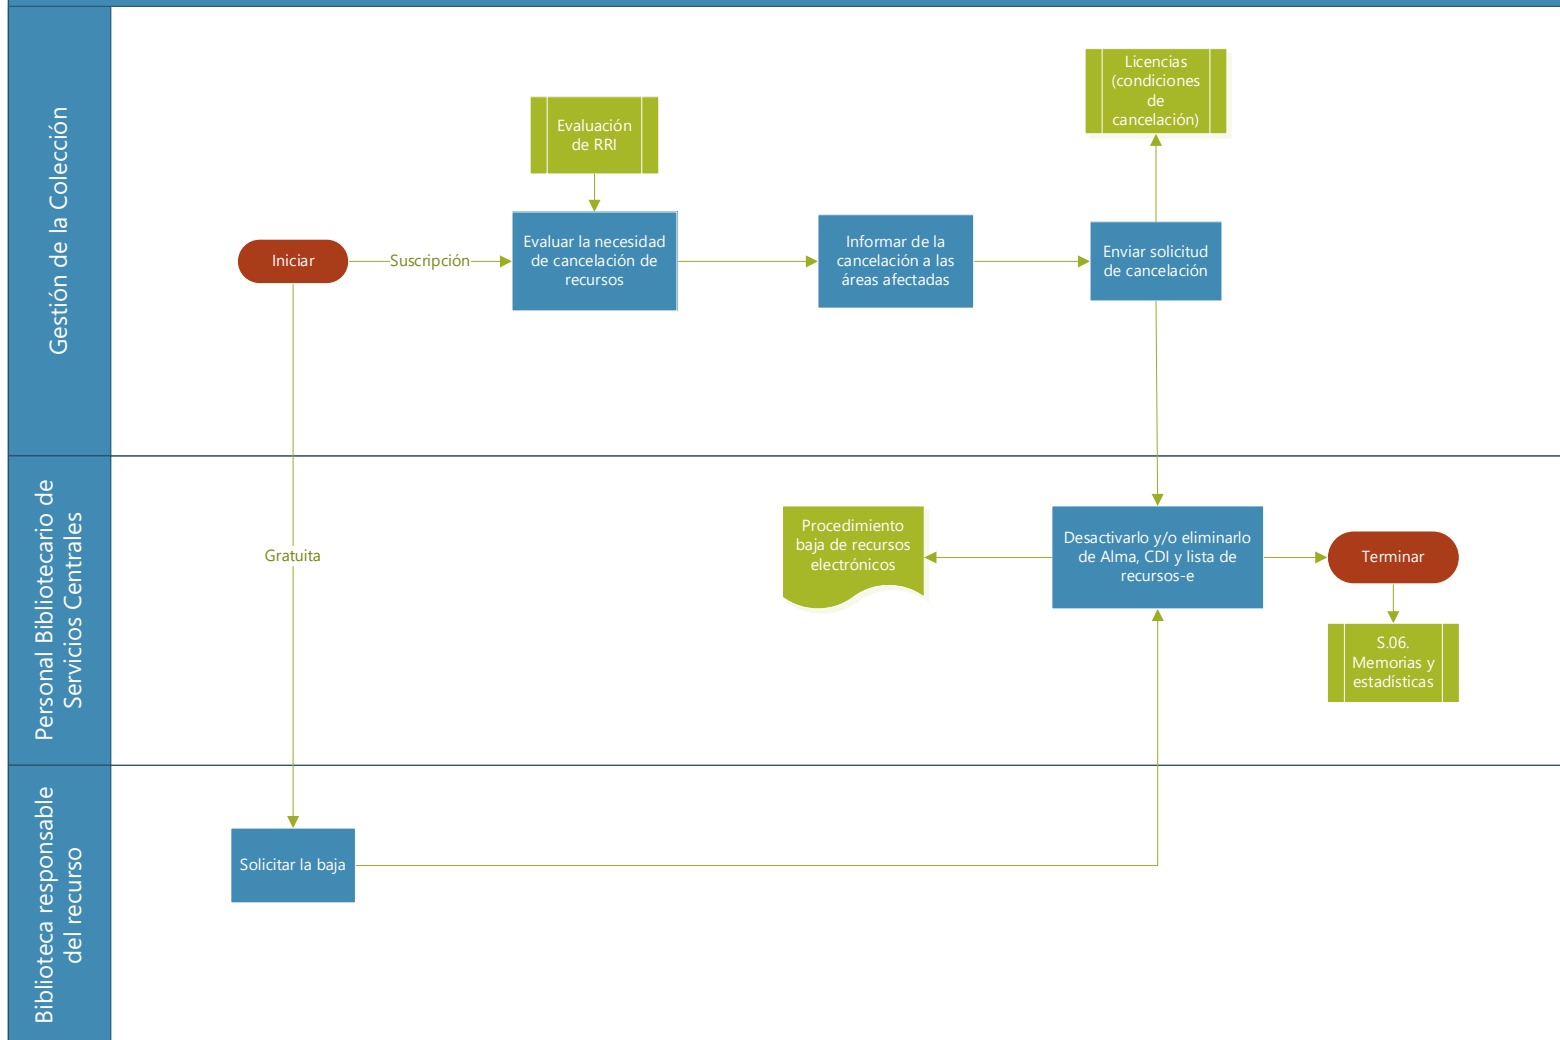 Gestión de la Colección
Licencias
(condiciones
de
cancelación)
Evaluación
de RRI
Iniciar
Suscripción
Evaluar la necesidad
de cancelación de
recursos
Informar de la
cancelación a las
áreas afectadas
Enviar solicitud
de cancelación
Personal Bibliotecario de
Servicios Centrales
Gratuita
Procedimiento
baja de recursos
electrónicos
Desactivarlo y/o eliminarlo
de Alma, CDI y lista de
recursos-e
Terminar
S.06.
Memorias y
estadísticas
Biblioteca responsable
del recurso
Solicitar la baja